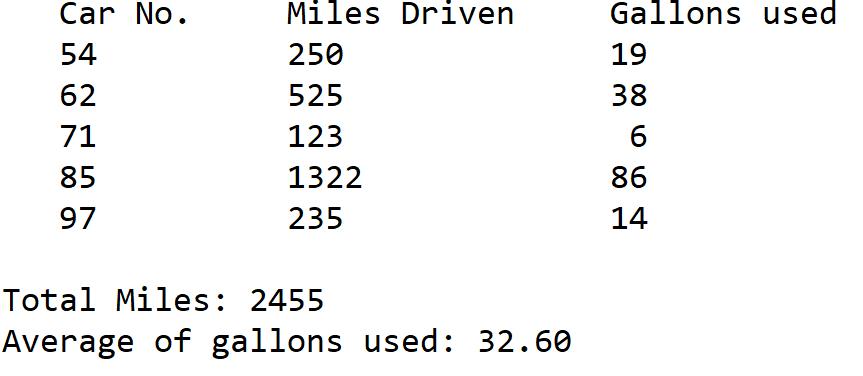 Car No.     Miles Driven     Gallons used
54          250              19
62          525              38
71          123               6
85          1322             86
97          235              14
Total Miles: 2455
Average of gallons used: 32.60